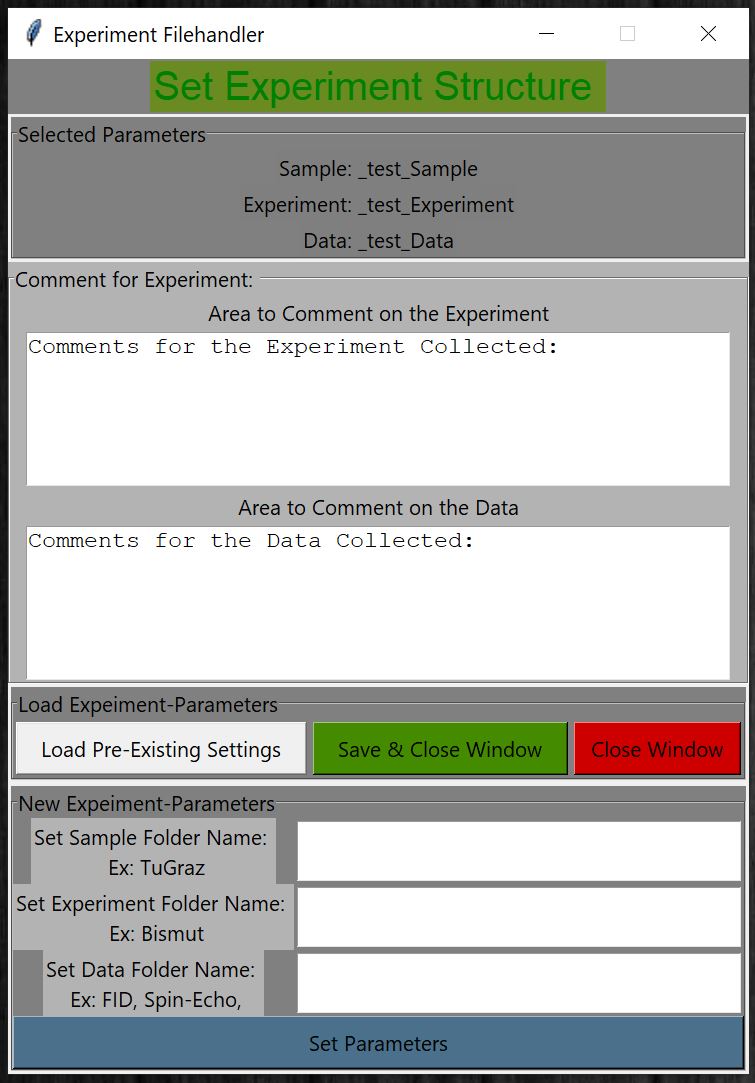 Experiment Filehandler
Set Experiment Structure
Selected Parameters
Sample: _test_Sample
Experiment: _test_Experiment
Data: _test_Data
Comment for Experiment:
Area to Comment on the Experiment
Comments for the Experiment Collected:
Area to Comment on the Data
Comments for the Data Collected:
Load Expeiment-Parameters
Load Pre-Existing Settings
Save & Close Window
Close Window
New Expeiment-Parameters
Set Sample Folder Name:
Ex: TuGraz
Set Experiment Folder Name:
Ex: Bismut
Set Data Folder Name:
Ex: FID, Spin-Echo,
Set Parameters